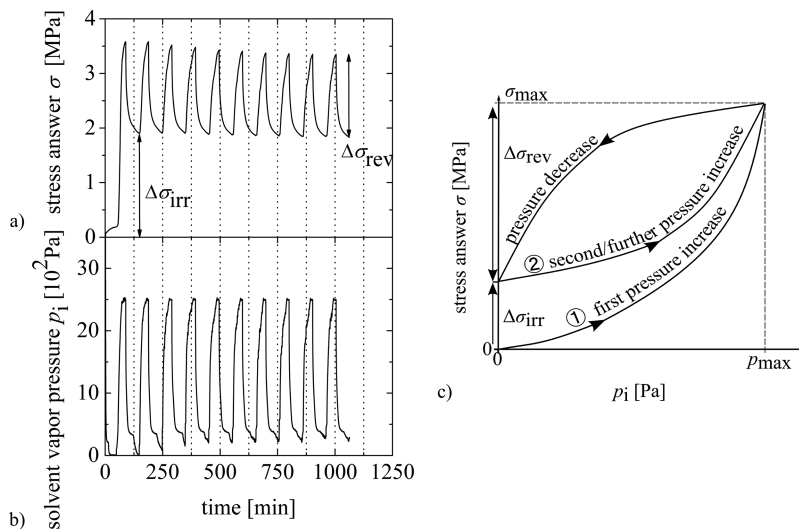 a)
stress answer σ [MPa]
4
3
2
1
0
Δσrev
Δσirr
b)
solvent vapor pressure pi [10²Pa]
25
20
10
0
0 250 500 750 1000 1250
time [min]
c)
stress answer σ [MPa]
σmax
Δσrev
Δσirr
pressure decrease
② second/further pressure increase
① first pressure increase
0
0
pmax
pi [Pa]